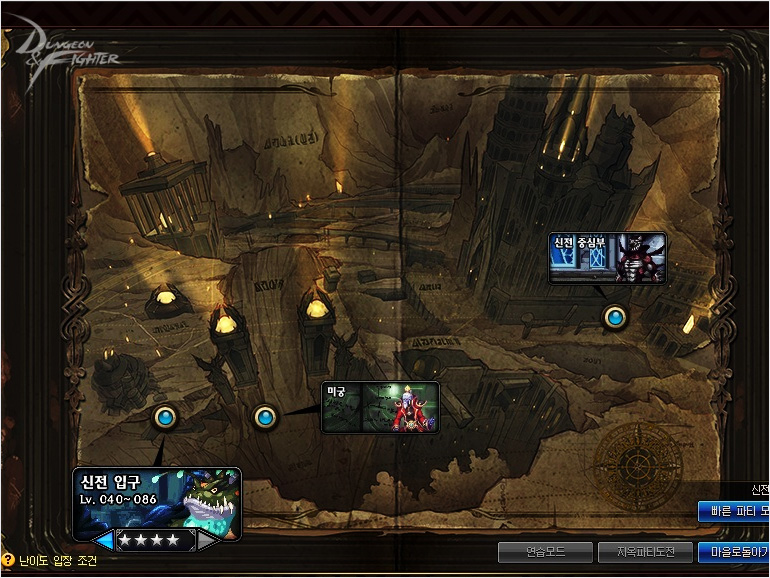 DUNGEON
& FIGHTER
신전 중심부
미궁
신전 입구
Lv. 040~086
★★★★
신전
빠른 파티 모
? 난이도 입장 조건
연습모드
지옥파티도전
마을로돌아가기